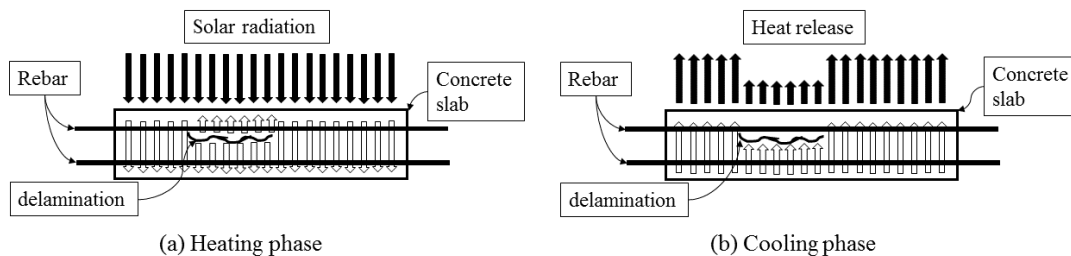 Solar radiation
Rebar
Concrete
slab
delamination
(a) Heating phase
Heat release
Rebar
Concrete
slab
delamination
(b) Cooling phase